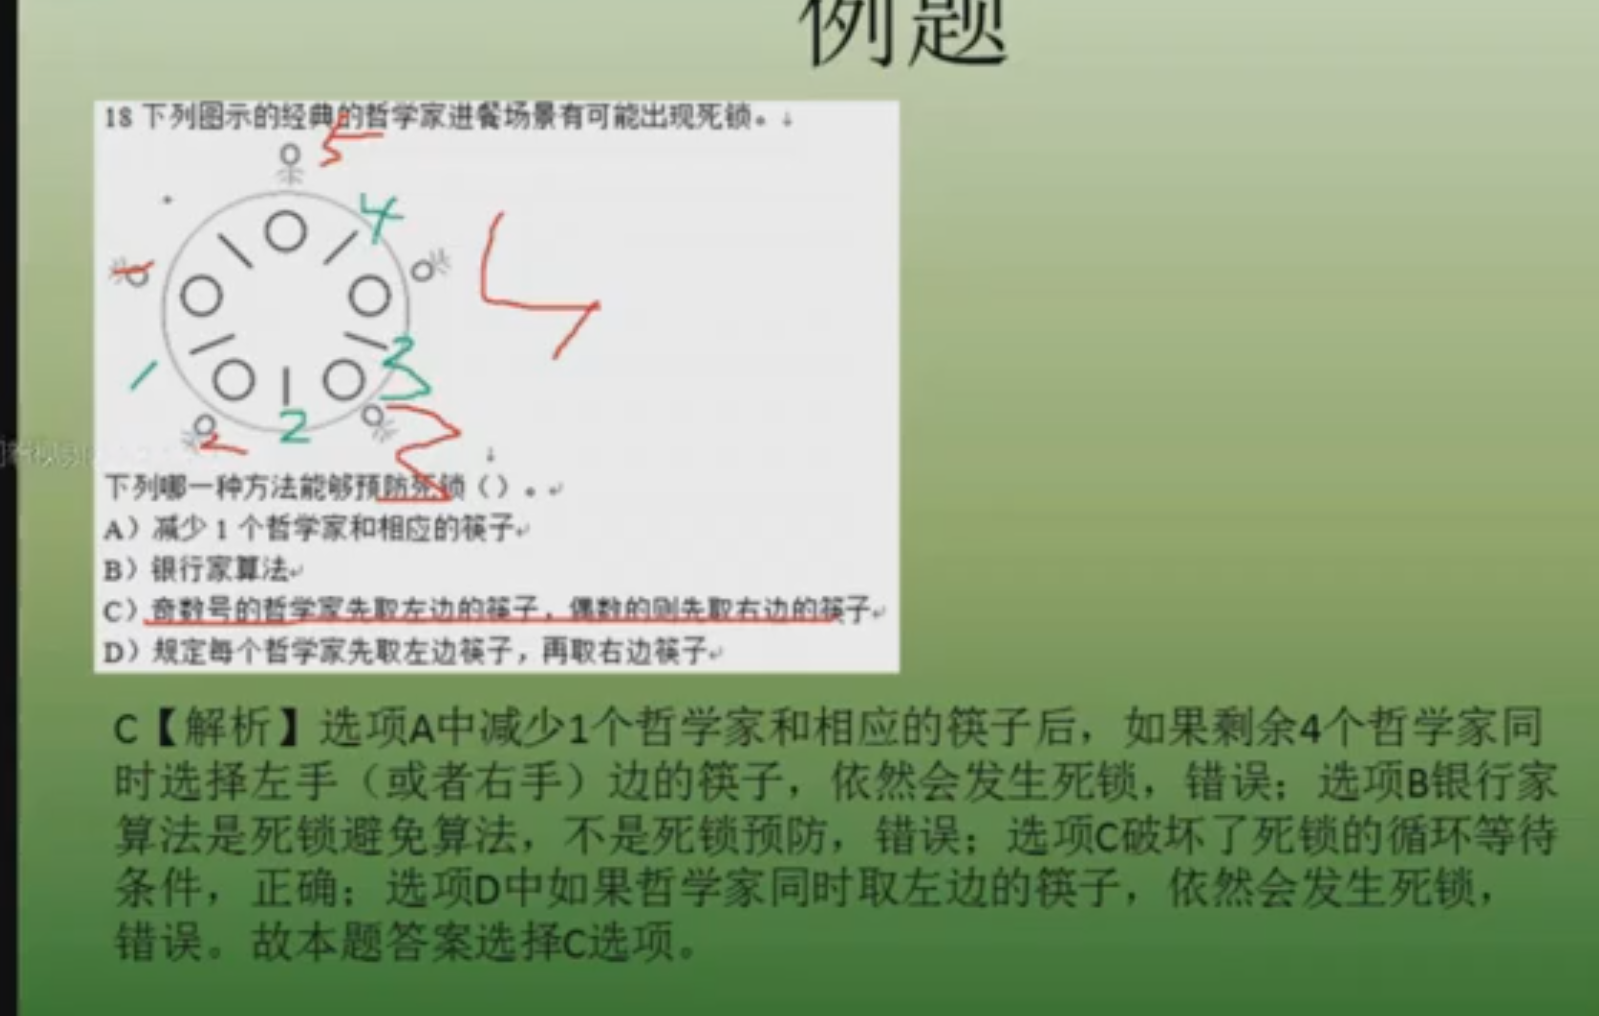 例题
18 下列图示的经典的哲学家进餐场景有可能出现死锁。
5
4
1
3
2
2
3
下列哪一种方法能够预防死锁（）。
A）减少 1 个哲学家和相应的筷子
B）银行家算法
C）奇数号的哲学家先取左边的筷子，偶数的则先取右边的筷子
D）规定每个哲学家先取左边筷子，再取右边筷子
C【解析】选项A中减少1个哲学家和相应的筷子后，如果剩余4个哲学家同
时选择左手（或者右手）边的筷子，依然会发生死锁，错误；选项B银行家
算法是死锁避免算法，不是死锁预防，错误；选项C破坏了死锁的循环等待
条件，正确；选项D中如果哲学家同时取左边的筷子，依然会发生死锁，
错误。故本题答案选择C选项。